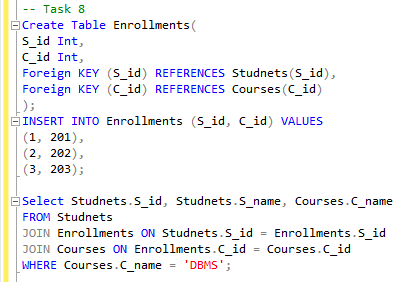 -- Task 8
Create Table Enrollments(
S_id Int,
C_id Int,
Foreign KEY (S_id) REFERENCES Studnets(S_id),
Foreign KEY (C_id) REFERENCES Courses(C_id)
);
INSERT INTO Enrollments (S_id, C_id) VALUES
(1, 201),
(2, 202),
(3, 203);
Select Studnets.S_id, Studnets.S_name, Courses.C_name
FROM Studnets
JOIN Enrollments ON Studnets.S_id = Enrollments.S_id
JOIN Courses ON Enrollments.C_id = Courses.C_id
WHERE Courses.C_name = 'DBMS';